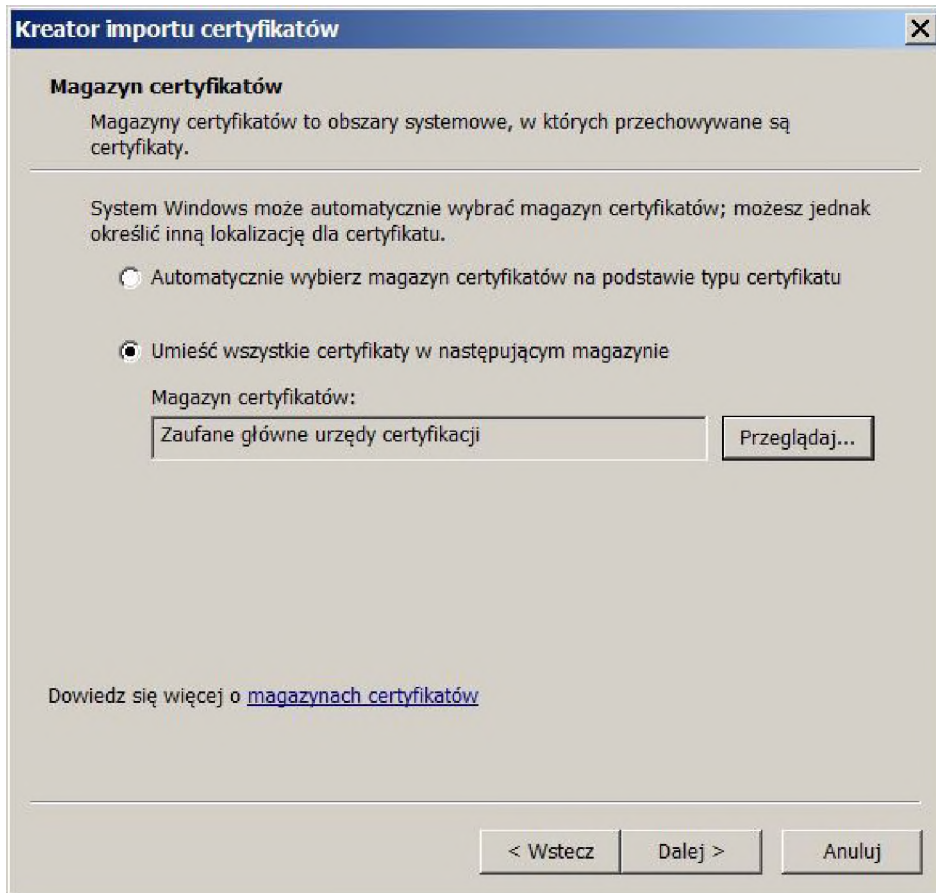 Kreator importu certyfikatów
Magazyn certyfikatów
Magazyny certyfikatów to obszary systemowe, w których przechowywane są
certyfikaty.
System Windows może automatycznie wybrać magazyn certyfikatów; możesz jednak
określić inną lokalizację dla certyfikatu.
Automatycznie wybierz magazyn certyfikatów na podstawie typu certyfikatu
Umieść wszystkie certyfikaty w następującym magazynie
Magazyn certyfikatów:
Zaufane główne urzędy certyfikacji
Przeglądaj...
Dowiedz się więcej o magazynach certyfikatów
< Wstecz
Dalej >
Anuluj